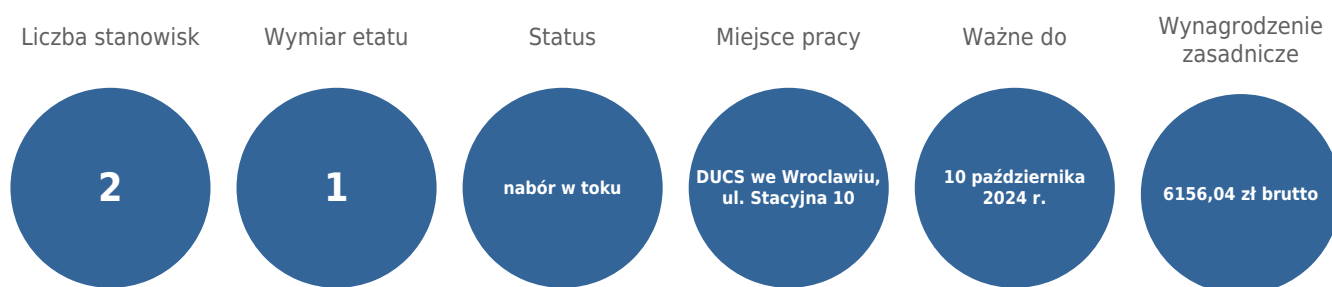 Liczba stanowisk
2
Wymiar etatu
1
Status
nabór w toku
Miejsce pracy
DUCS we Wroclawiu,
ul. Stacyjna 10
Ważne do
10 października
2024 r.
Wynagrodzenie
zasadnicze
6156,04 zł brutto